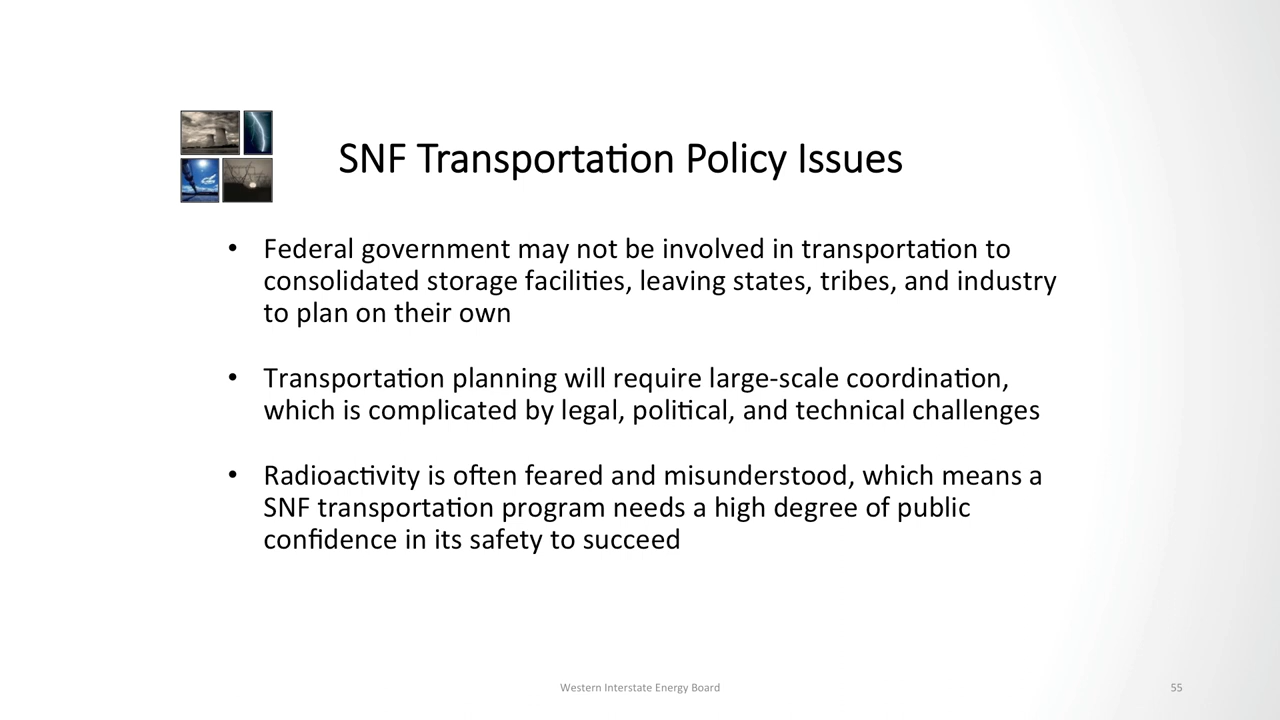 SNF Transportation Policy Issues
• Federal government may not be involved in transportation to
consolidated storage facilities, leaving states, tribes, and industry
to plan on their own
• Transportation planning will require large-scale coordination,
which is complicated by legal, political, and technical challenges
• Radioactivity is often feared and misunderstood, which means a
SNF transportation program needs a high degree of public
confidence in its safety to succeed
Western Interstate Energy Board
55